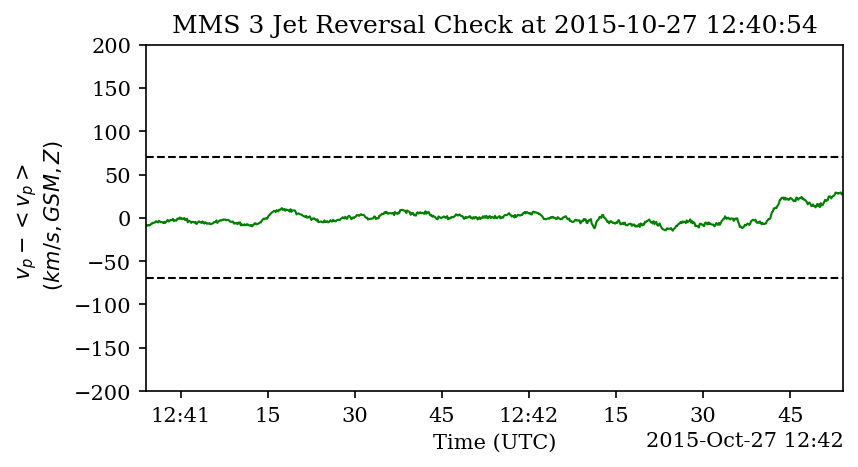 MMS 3 Jet Reversal Check at 2015-10-27 12:40:54
200
150
100
50
0
−50
−100
−150
−200
v_p − < v_p >
(km/s, GSM, Z)
12:41 15 30 45 12:42 15 30 45
Time (UTC)
2015-Oct-27 12:42